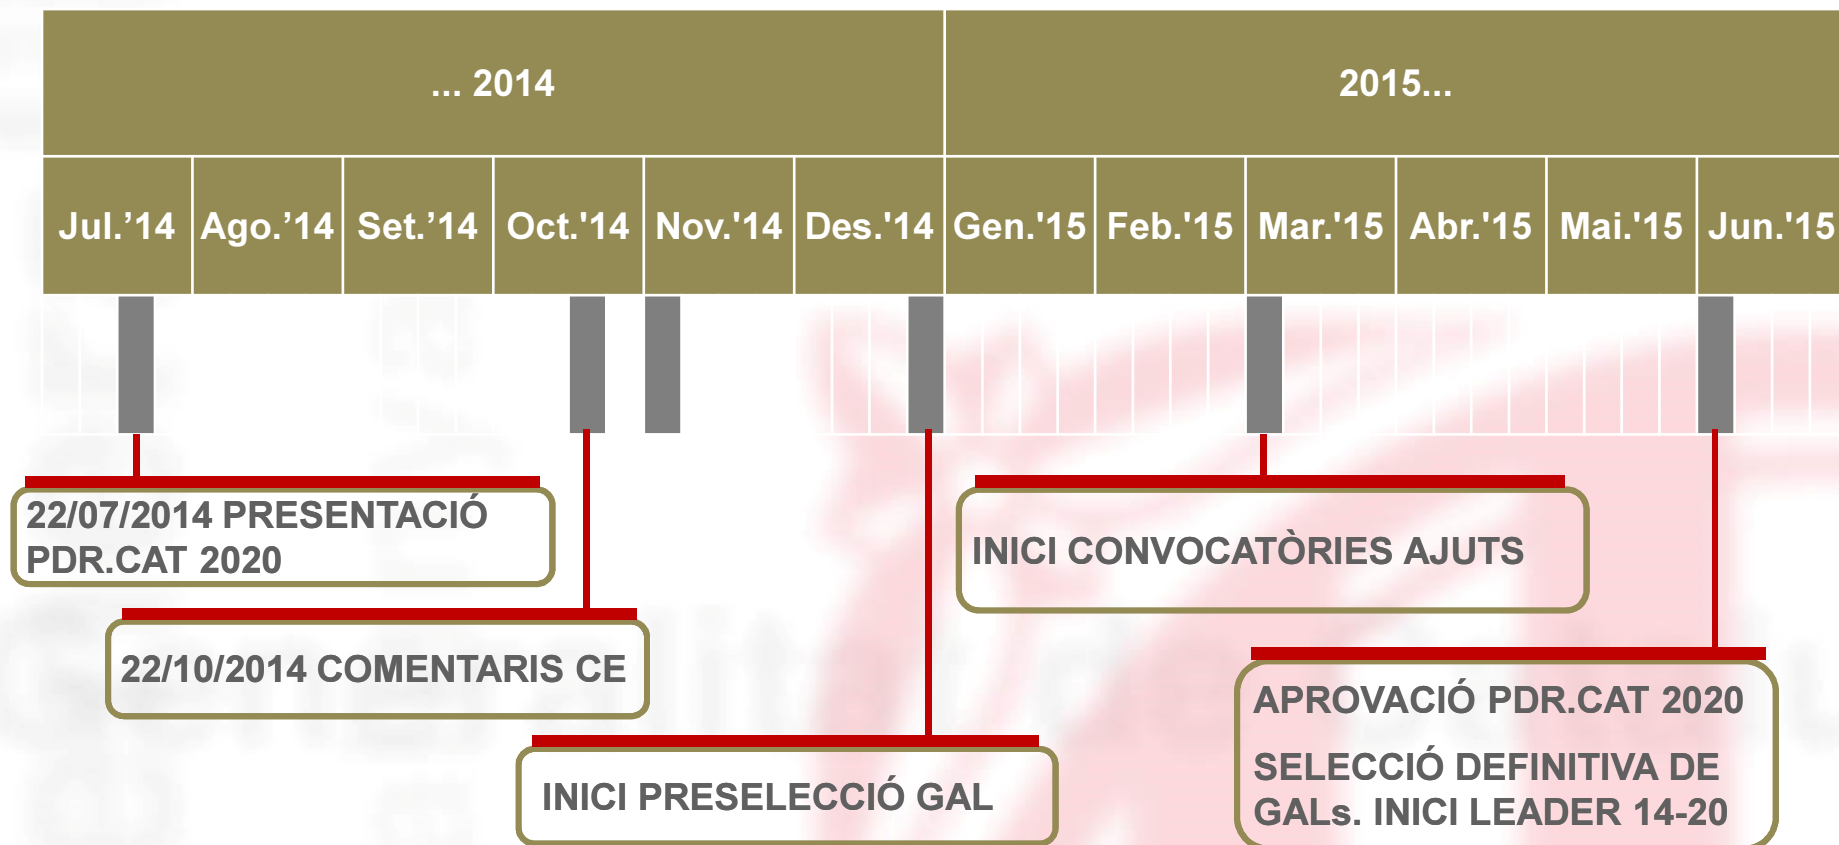 ... 2014
2015...
Jul.’14
Ago.’14
Set.’14
Oct.'14
Nov.'14
Des.'14
Gen.'15
Feb.'15
Mar.'15
Abr.'15
Mai.'15
Jun.'15
22/07/2014 PRESENTACIÓ
PDR.CAT 2020
INICI CONVOCATÒRIES AJUTS
22/10/2014 COMENTARIS CE
APROVACIÓ PDR.CAT 2020
SELECCIÓ DEFINITIVA DE
GALs. INICI LEADER 14-20
INICI PRESELECCIÓ GAL